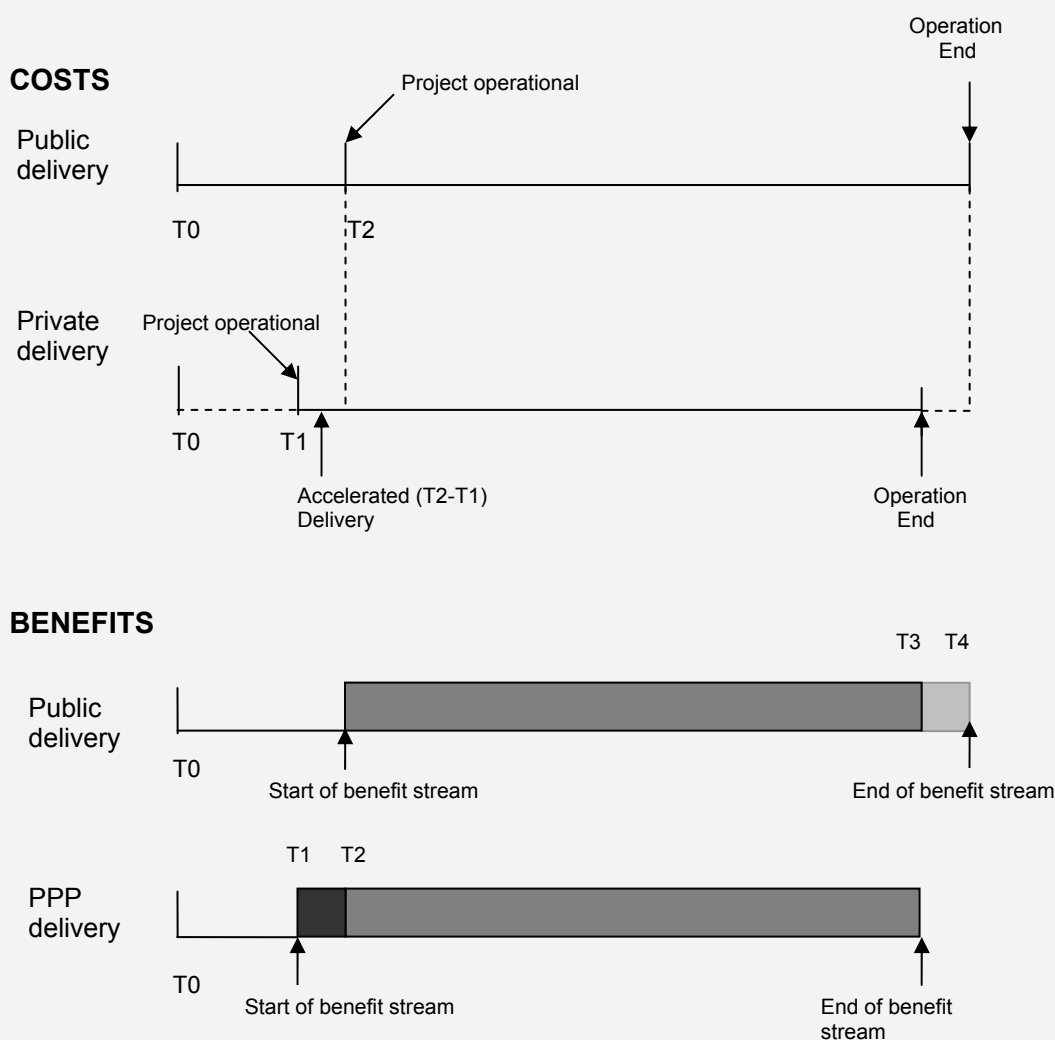 Operation
End
COSTS
Project operational
Public
delivery
T0
T2
Private
delivery
Project operational
T0
T1
Accelerated (T2-T1)
Delivery
Operation
End
BENEFITS
T3
T4
Public
delivery
T0
Start of benefit stream
End of benefit stream
T1
T2
PPP
delivery
T0
Start of benefit stream
End of benefit
stream